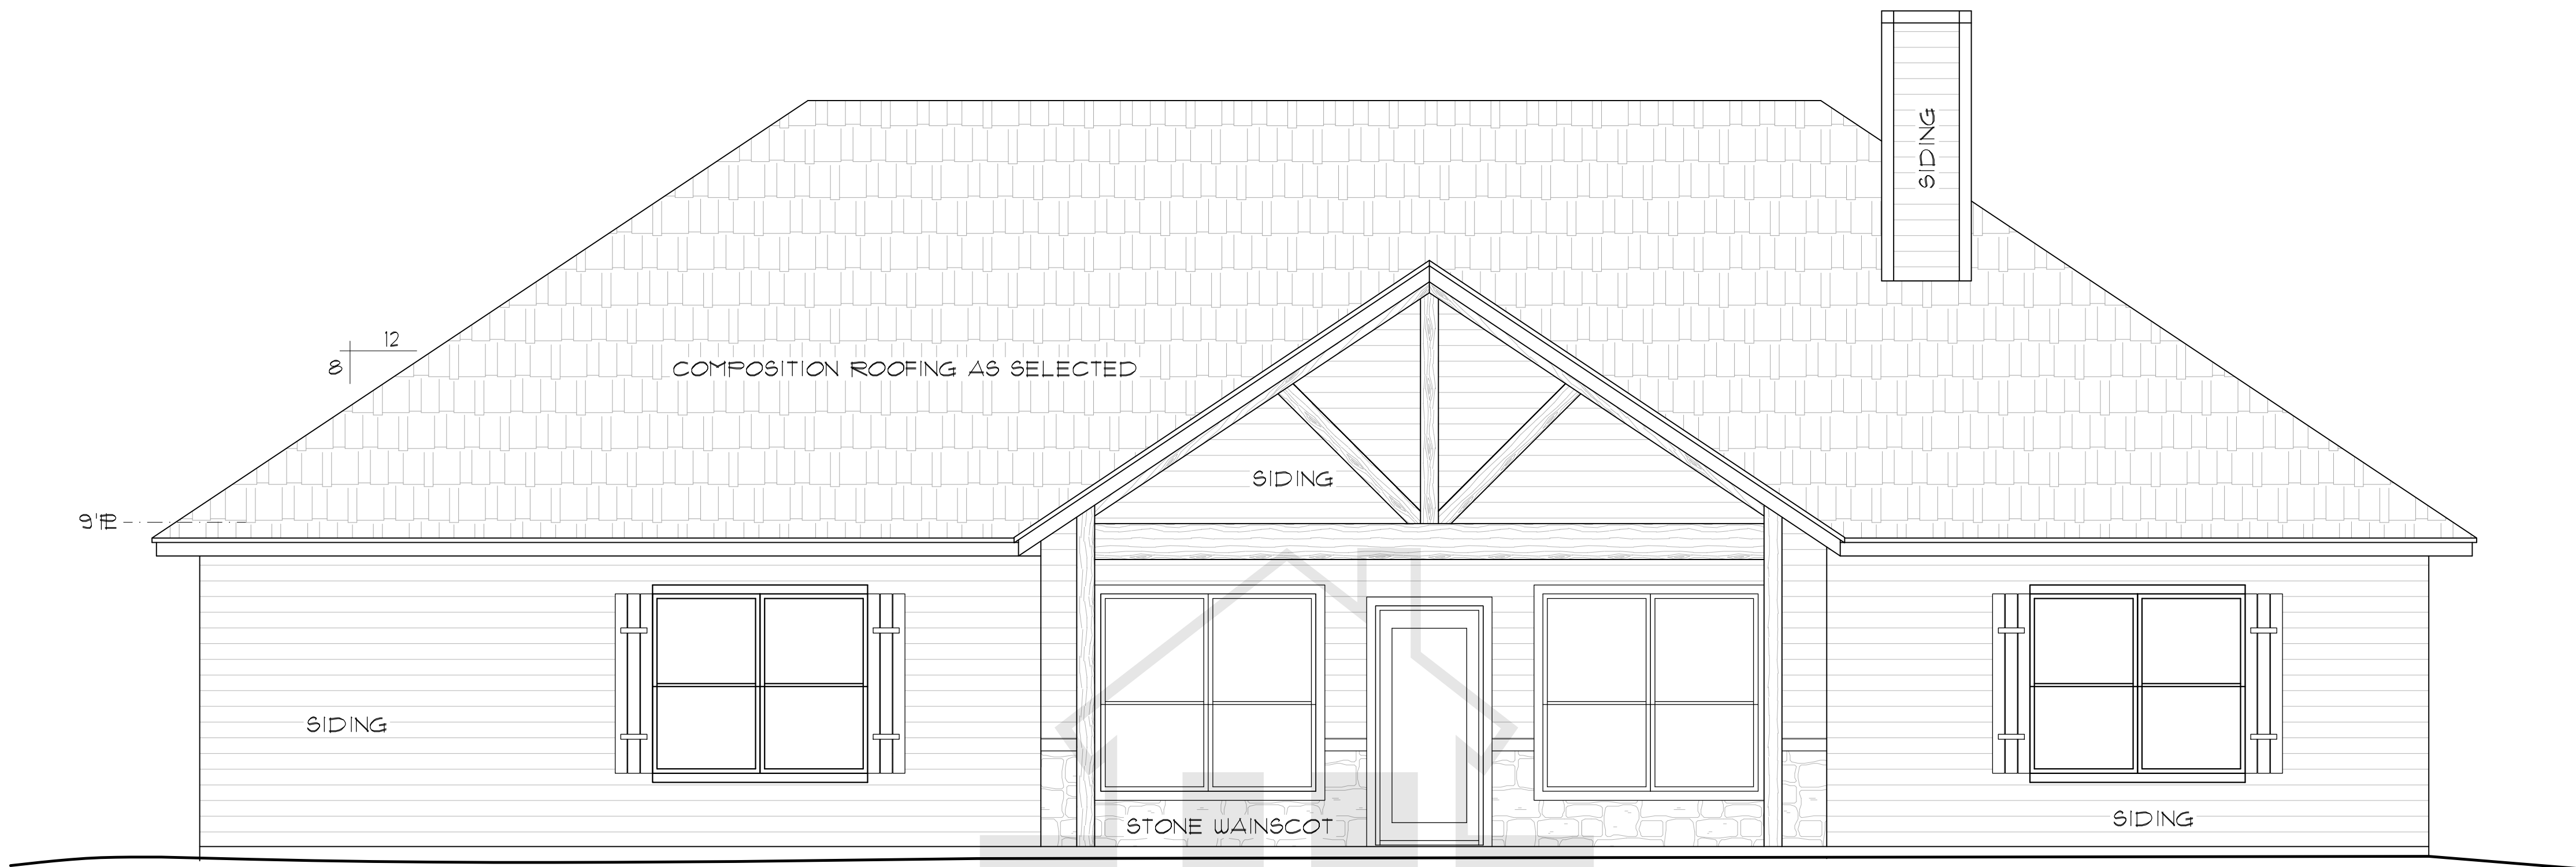 SIDING
12
8
COMPOSITION ROOFING AS SELECTED
SIDING
9'
SIDING
SIDING
STONE WAINSCOT